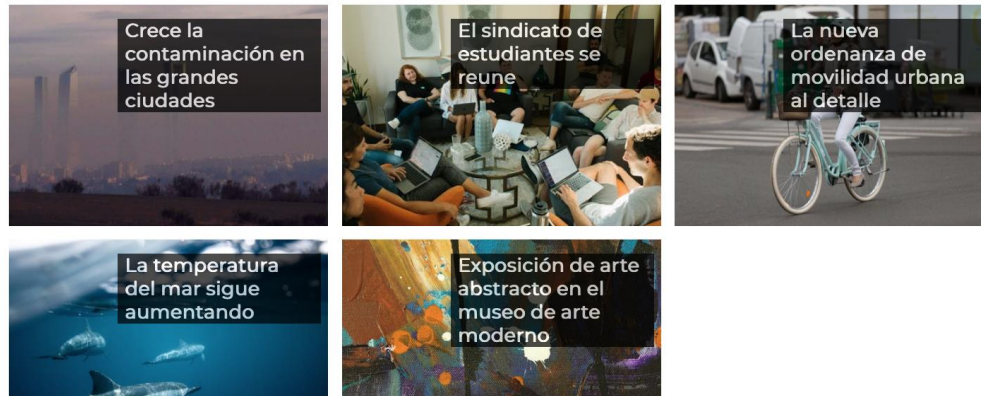 Crece la
contaminación en
las grandes
ciudades
El sindicato de
estudiantes se
reune
La nueva
ordenanza de
movilidad urbana
al detalle
La temperatura
del mar sigue
aumentando
Exposición de arte
abstracto en el
museo de arte
moderno